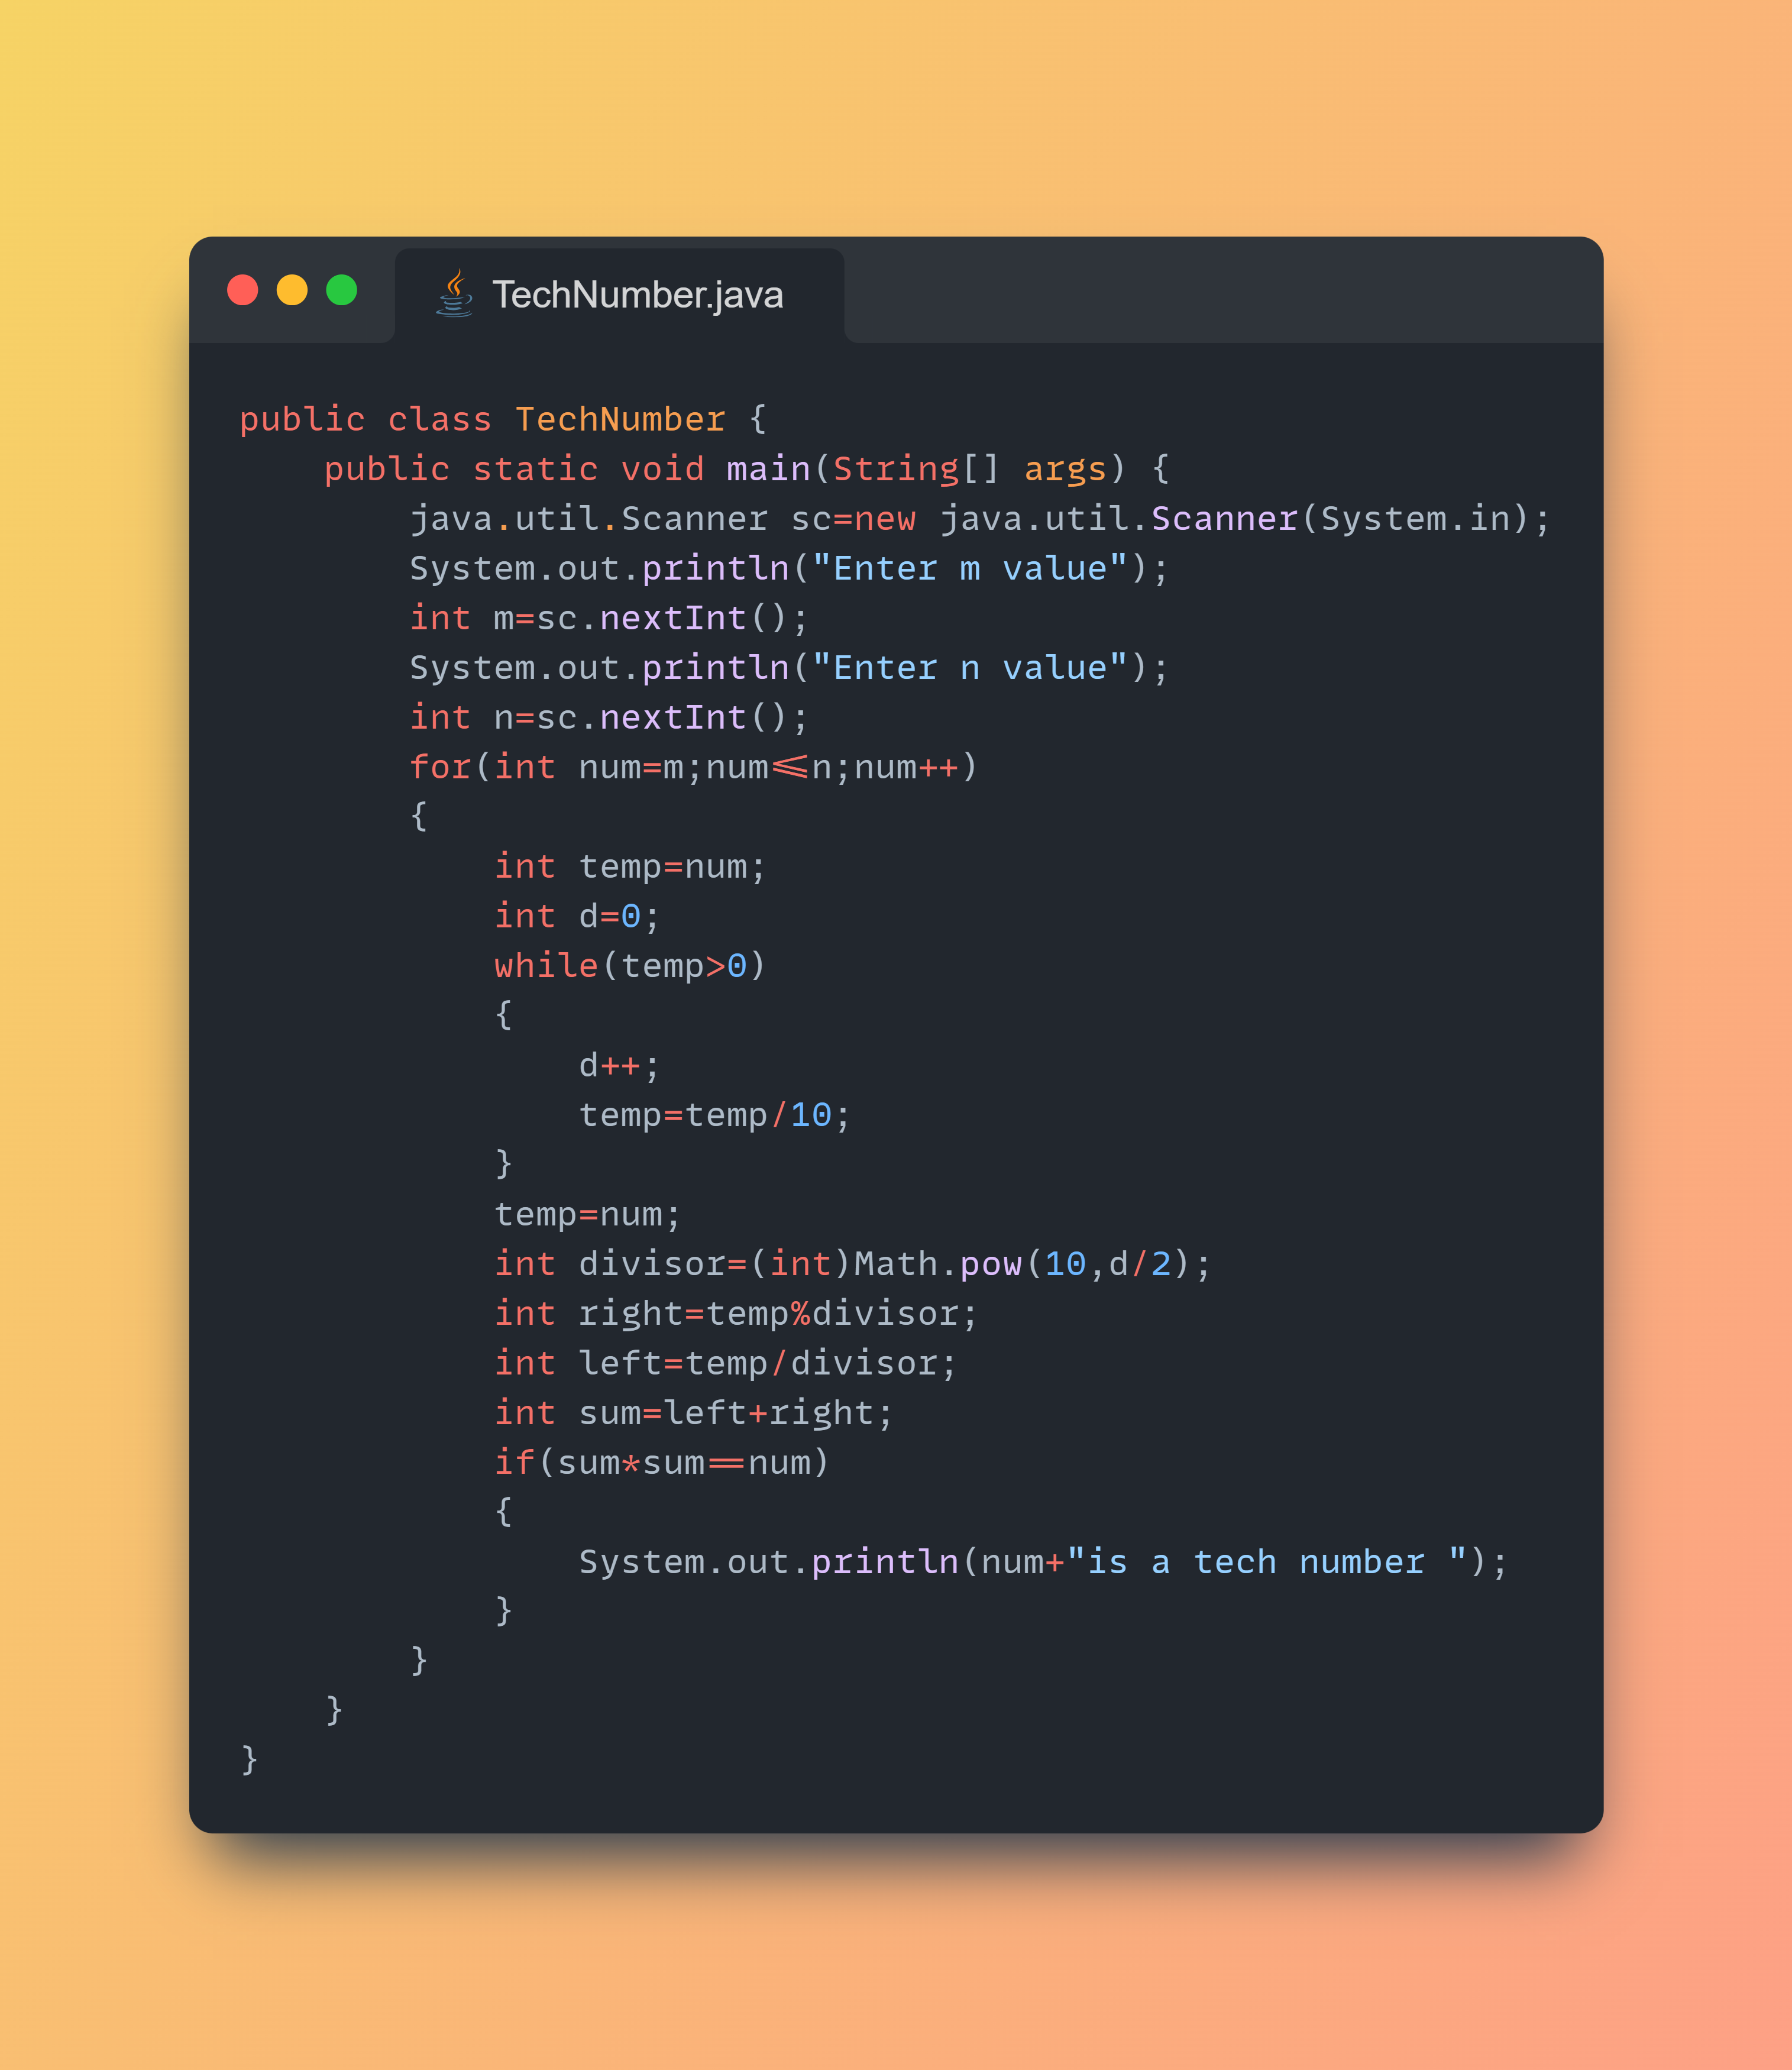 TechNumber.java
public class TechNumber {
    public static void main(String[] args) {
        java.util.Scanner sc=new java.util.Scanner(System.in);
        System.out.println("Enter m value");
        int m=sc.nextInt();
        System.out.println("Enter n value");
        int n=sc.nextInt();
        for(int num=m;num<=n;num++)
        {
            int temp=num;
            int d=0;
            while(temp>0)
            {
                d++;
                temp=temp/10;
            }
            temp=num;
            int divisor=(int)Math.pow(10,d/2);
            int right=temp%divisor;
            int left=temp/divisor;
            int sum=left+right;
            if(sum*sum==num)
            {
                System.out.println(num+"is a tech number ");
            }
        }
    }
}